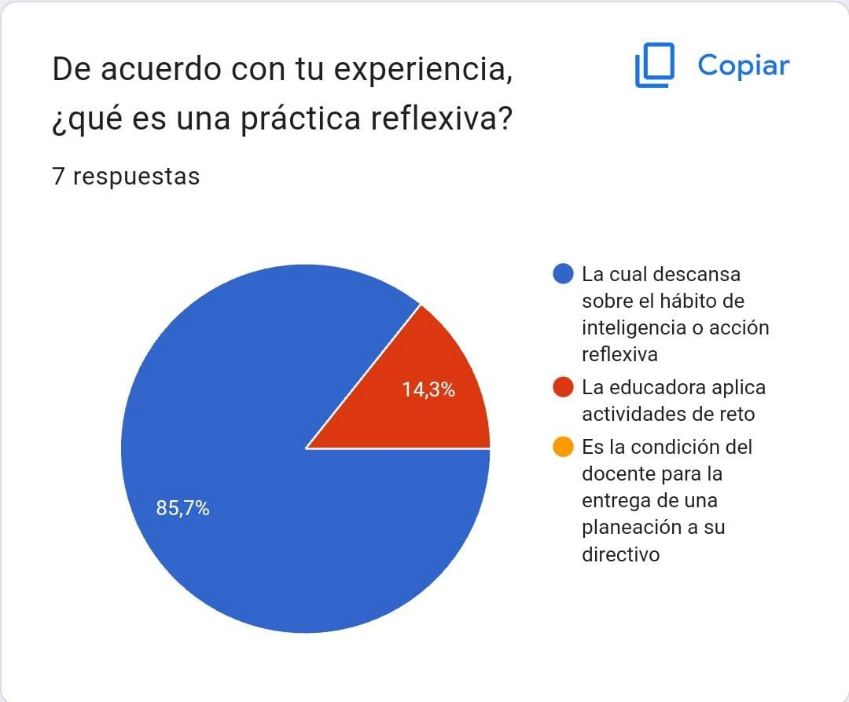 De acuerdo con tu experiencia,
¿qué es una práctica reflexiva?
Copiar
7 respuestas
La cual descansa
sobre el hábito de
inteligencia o acción
reflexiva
La educadora aplica
actividades de reto
Es la condición del
docente para la
entrega de una
planeación a su
directivo
14,3%
85,7%